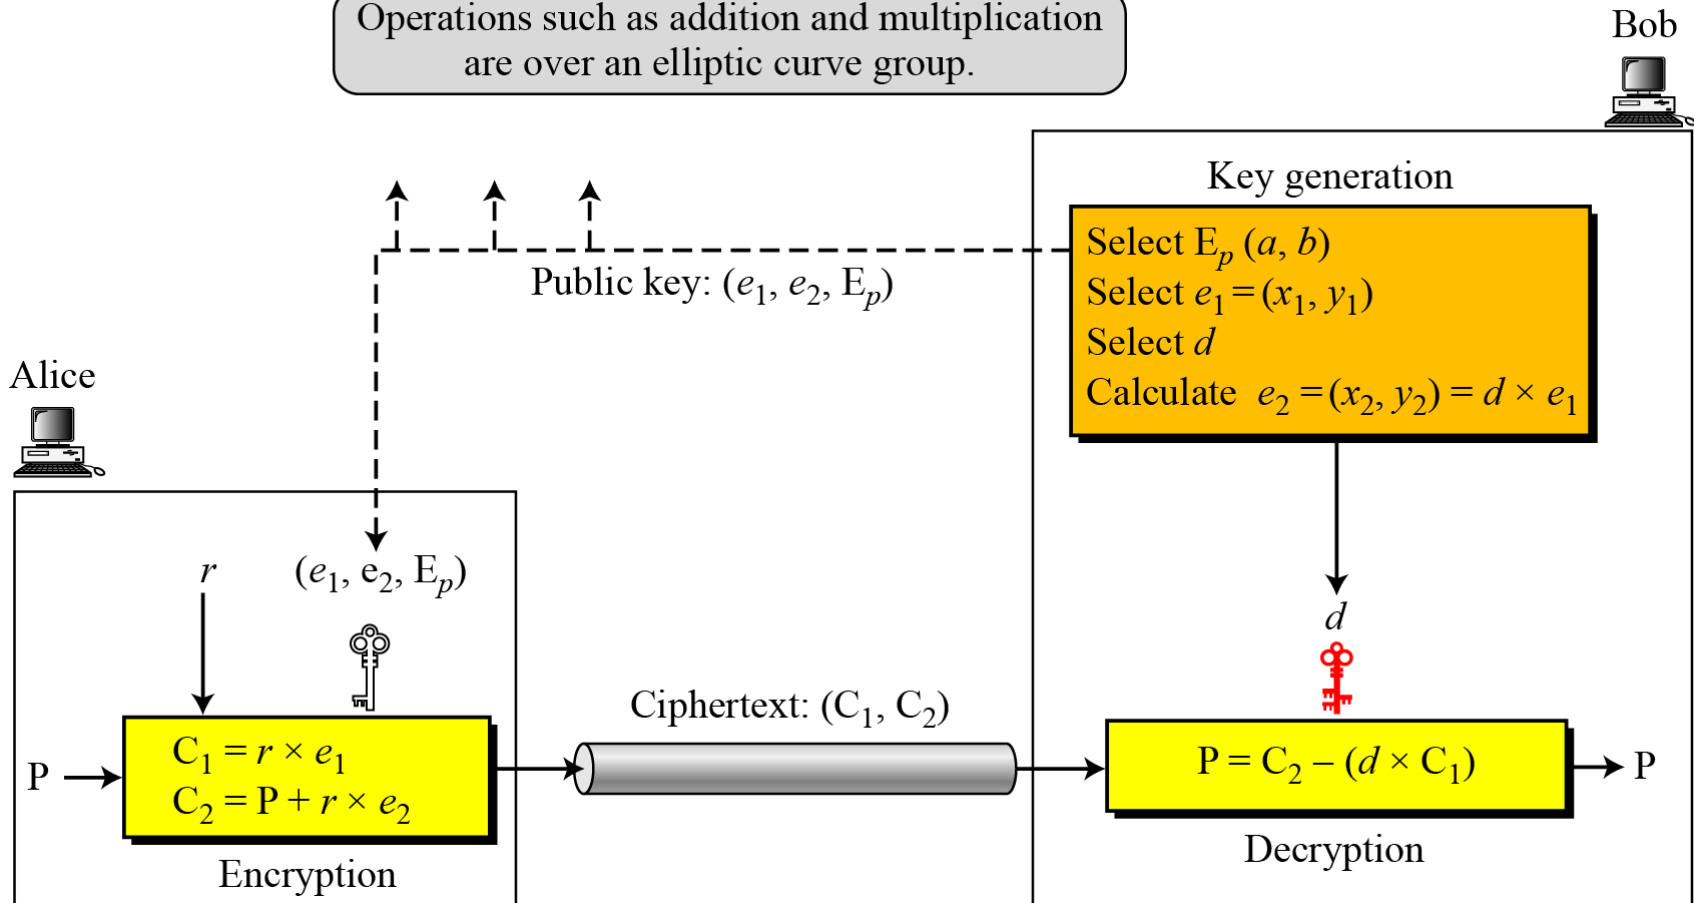 Operations such as addition and multiplication
are over an elliptic curve group.
Bob
Key generation
Select Eₚ (a, b)
Select e₁ = (x₁, y₁)
Select d
Calculate e₂ = (x₂, y₂) = d × e₁
Public key: (e₁, e₂, Eₚ)
Alice
r
(e₁, e₂, Eₚ)
d
Ciphertext: (C₁, C₂)
P
C₁ = r × e₁
C₂ = P + r × e₂
P = C₂ – (d × C₁)
P
Encryption
Decryption